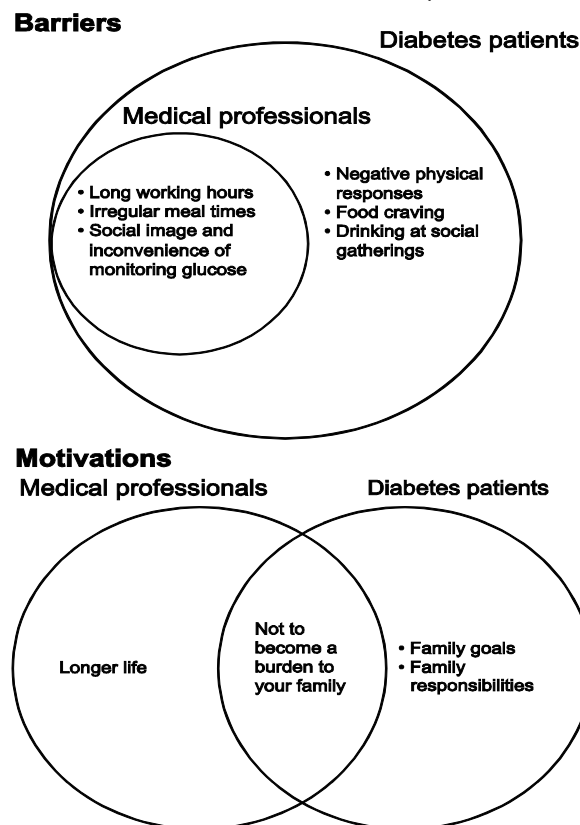 Barriers
Diabetes patients
Medical professionals
• Long working hours
• Irregular meal times
• Social image and
inconvenience of
monitoring glucose
• Negative physical
responses
• Food craving
• Drinking at social
gatherings
Motivations
Medical professionals
Diabetes patients
Longer life
Not to
become a
burden to
your family
• Family goals
• Family
responsibilities